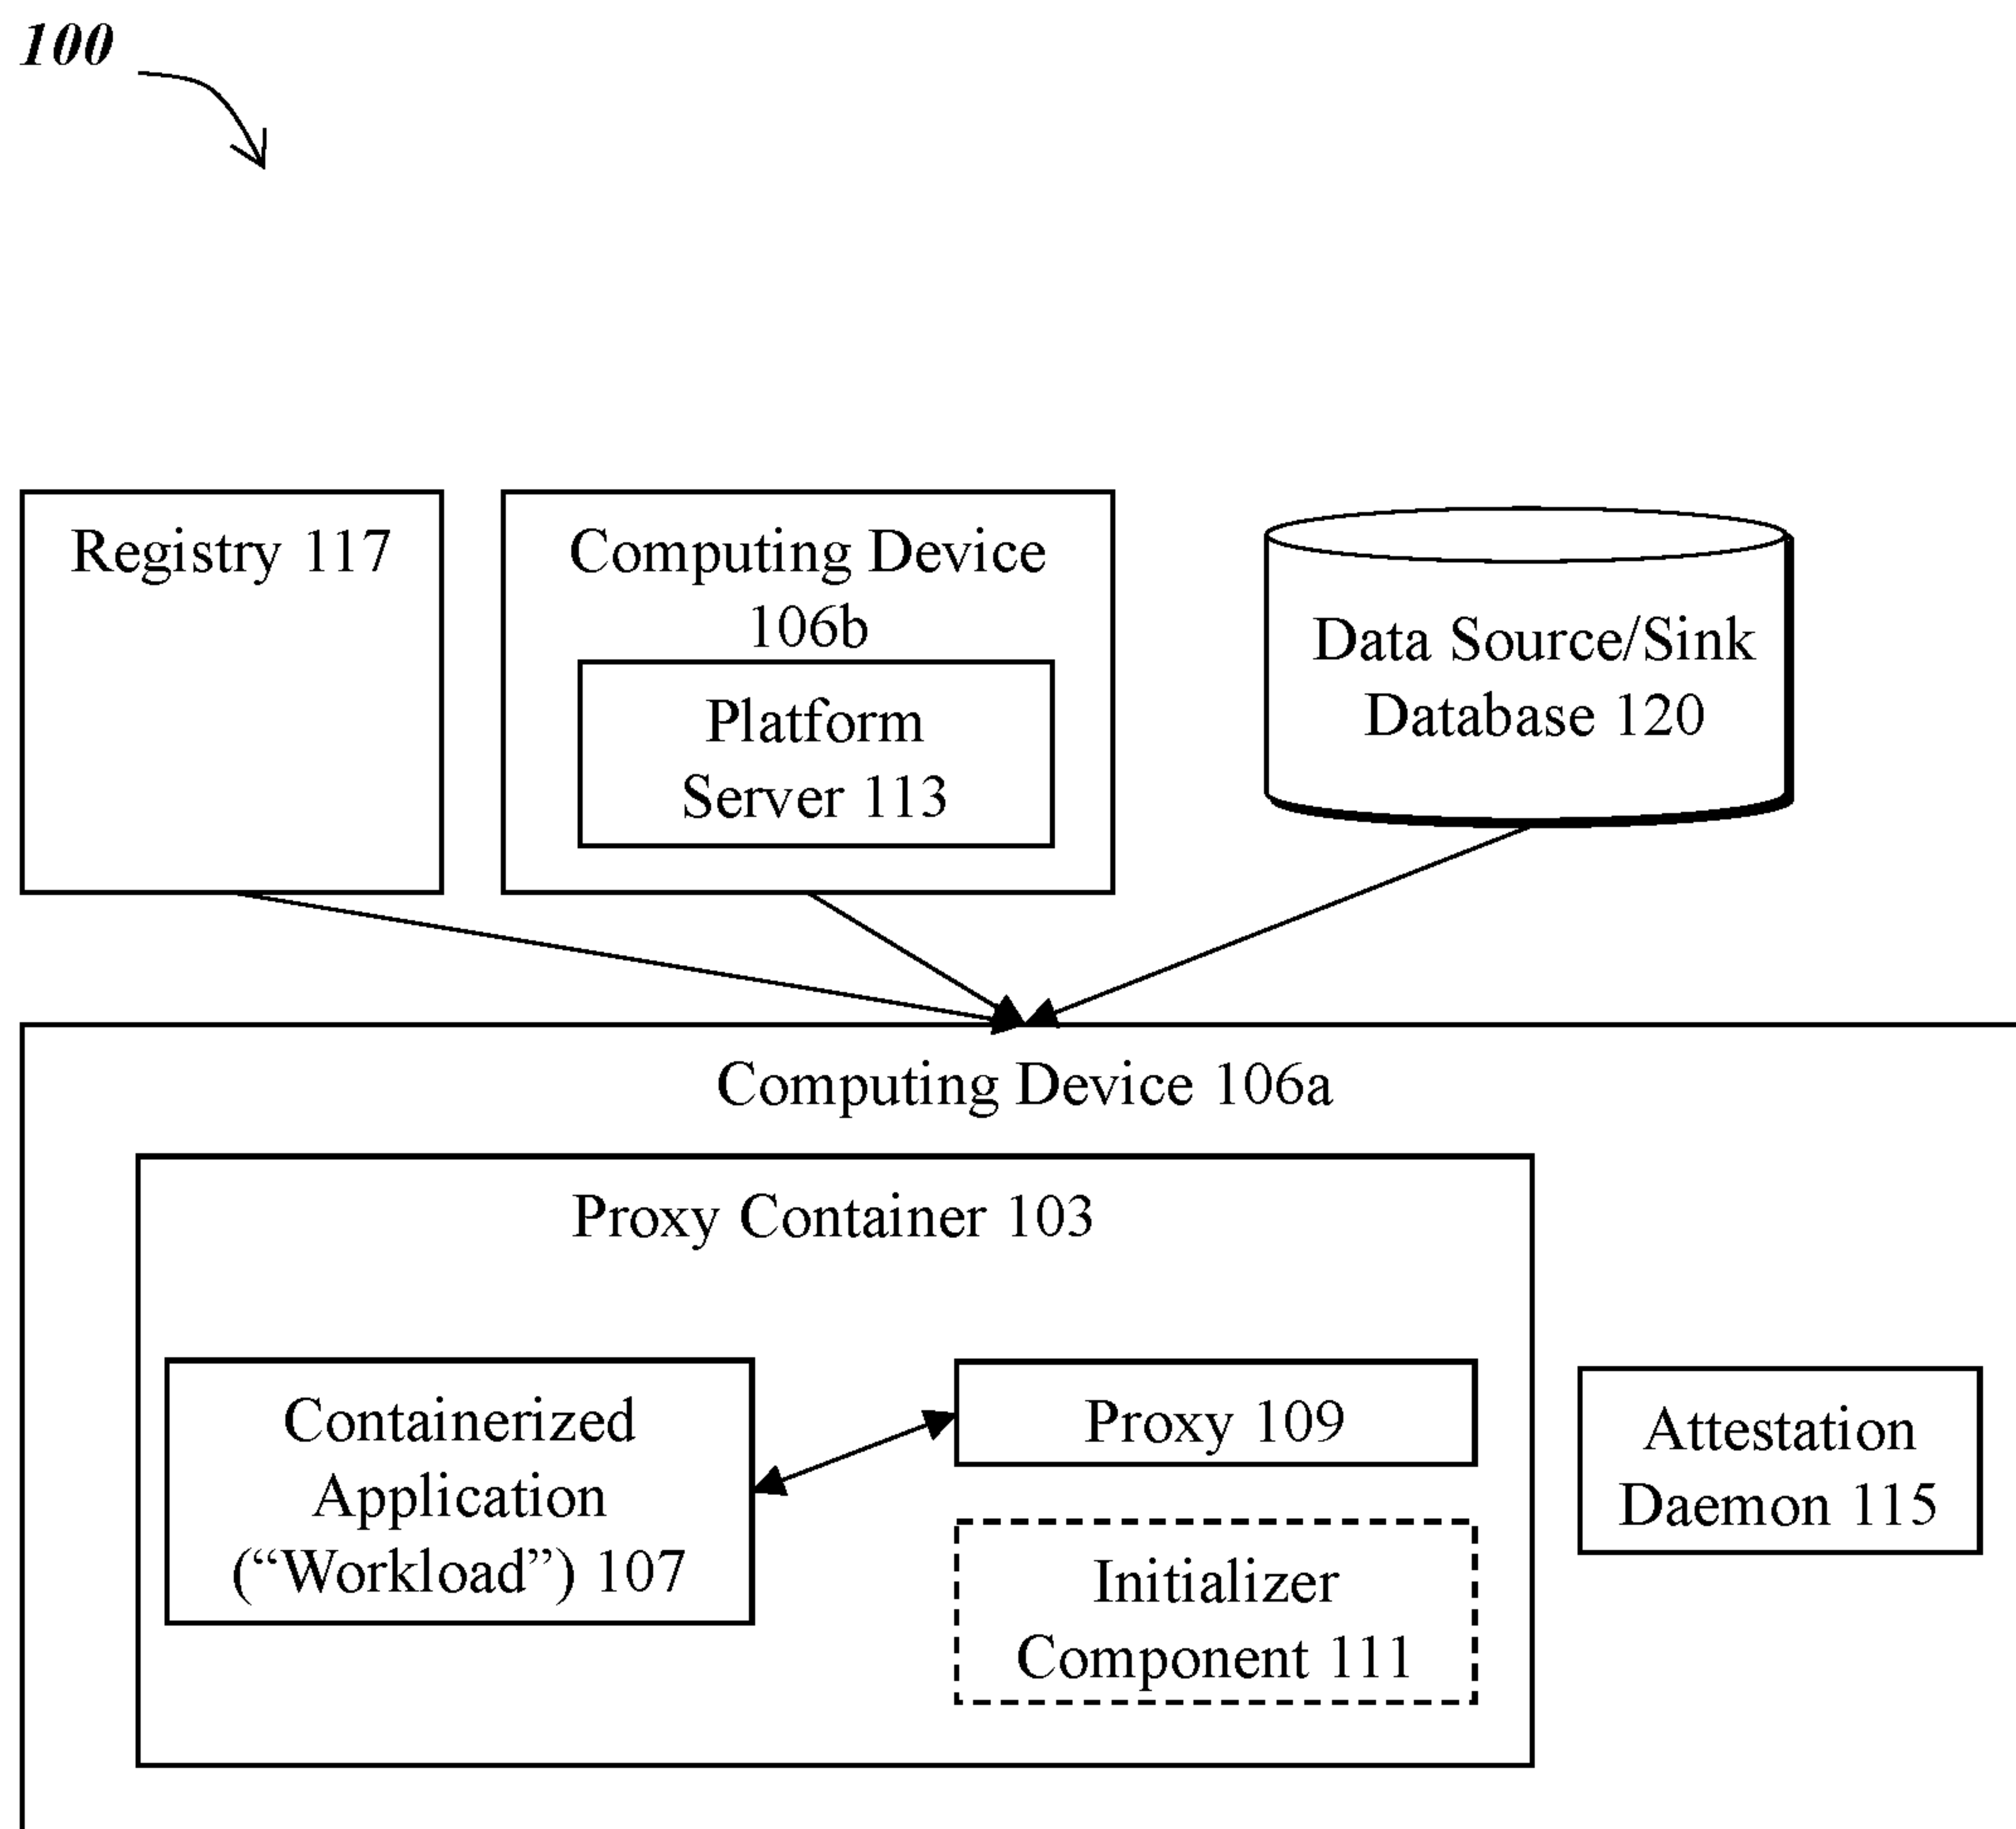 100
Registry 117
Computing Device
106b
Platform
Server 113
Data Source/Sink
Database 120
Computing Device 106a
Proxy Container 103
Containerized
Application
(“Workload”) 107
Proxy 109
Initializer
Component 111
Attestation
Daemon 115